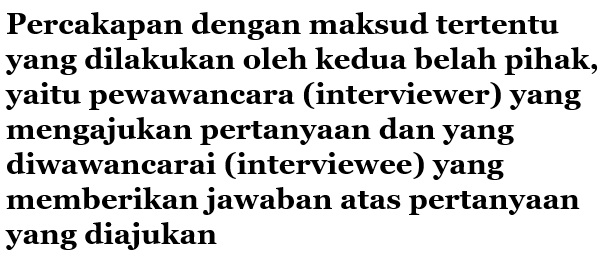 Percakapan dengan maksud tertentu
yang dilakukan oleh kedua belah pihak,
yaitu pewawancara (interviewer) yang
mengajukan pertanyaan dan yang
diwawancarai (interviewee) yang
memberikan jawaban atas pertanyaan
yang diajukan